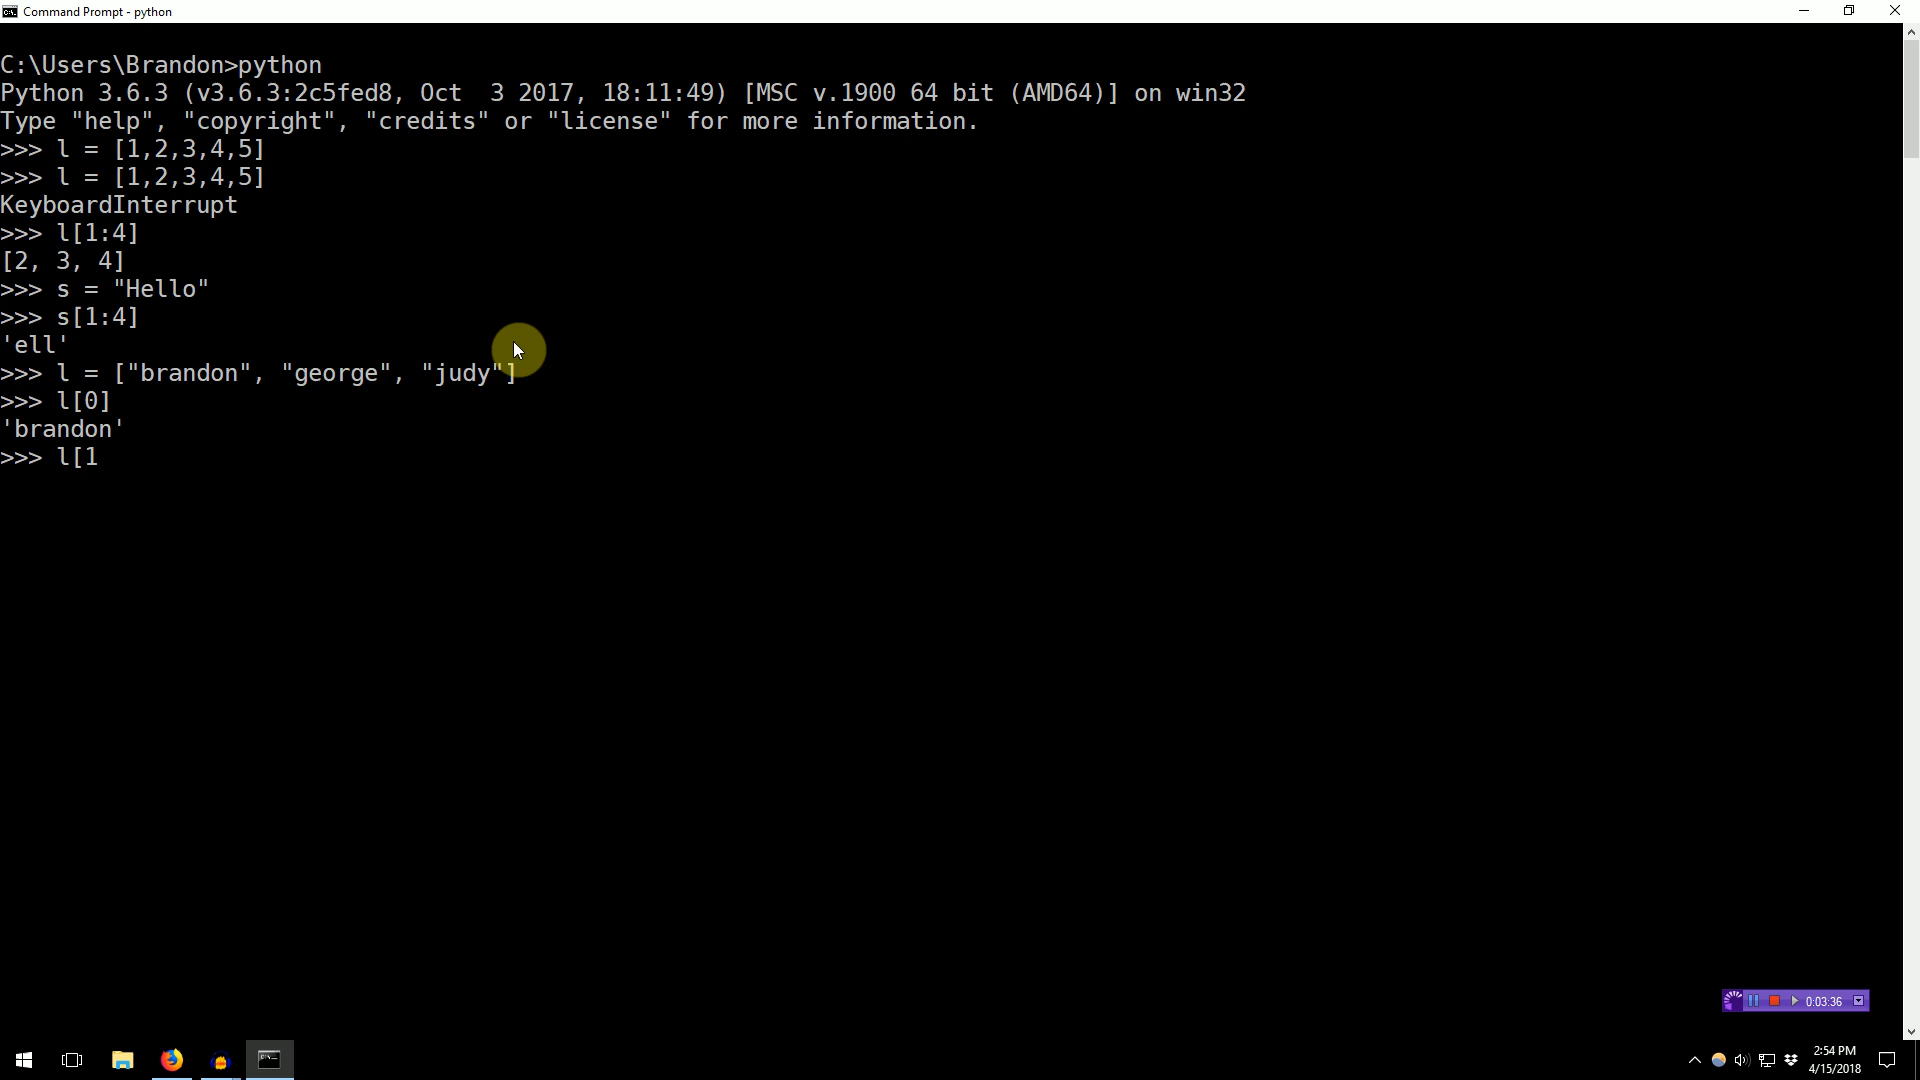 Command Prompt - python
C:\Users\Brandon>python
Python 3.6.3 (v3.6.3:2c5fed8, Oct  3 2017, 18:11:49) [MSC v.1900 64 bit (AMD64)] on win32
Type "help", "copyright", "credits" or "license" for more information.
>>> l = [1,2,3,4,5]
>>> l = [1,2,3,4,5]
KeyboardInterrupt
>>> l[1:4]
[2, 3, 4]
>>> s = "Hello"
>>> s[1:4]
'ell'
>>> l = ["brandon", "george", "judy"]
>>> l[0]
'brandon'
>>> l[1
0:03:36
2:54 PM
4/15/2018